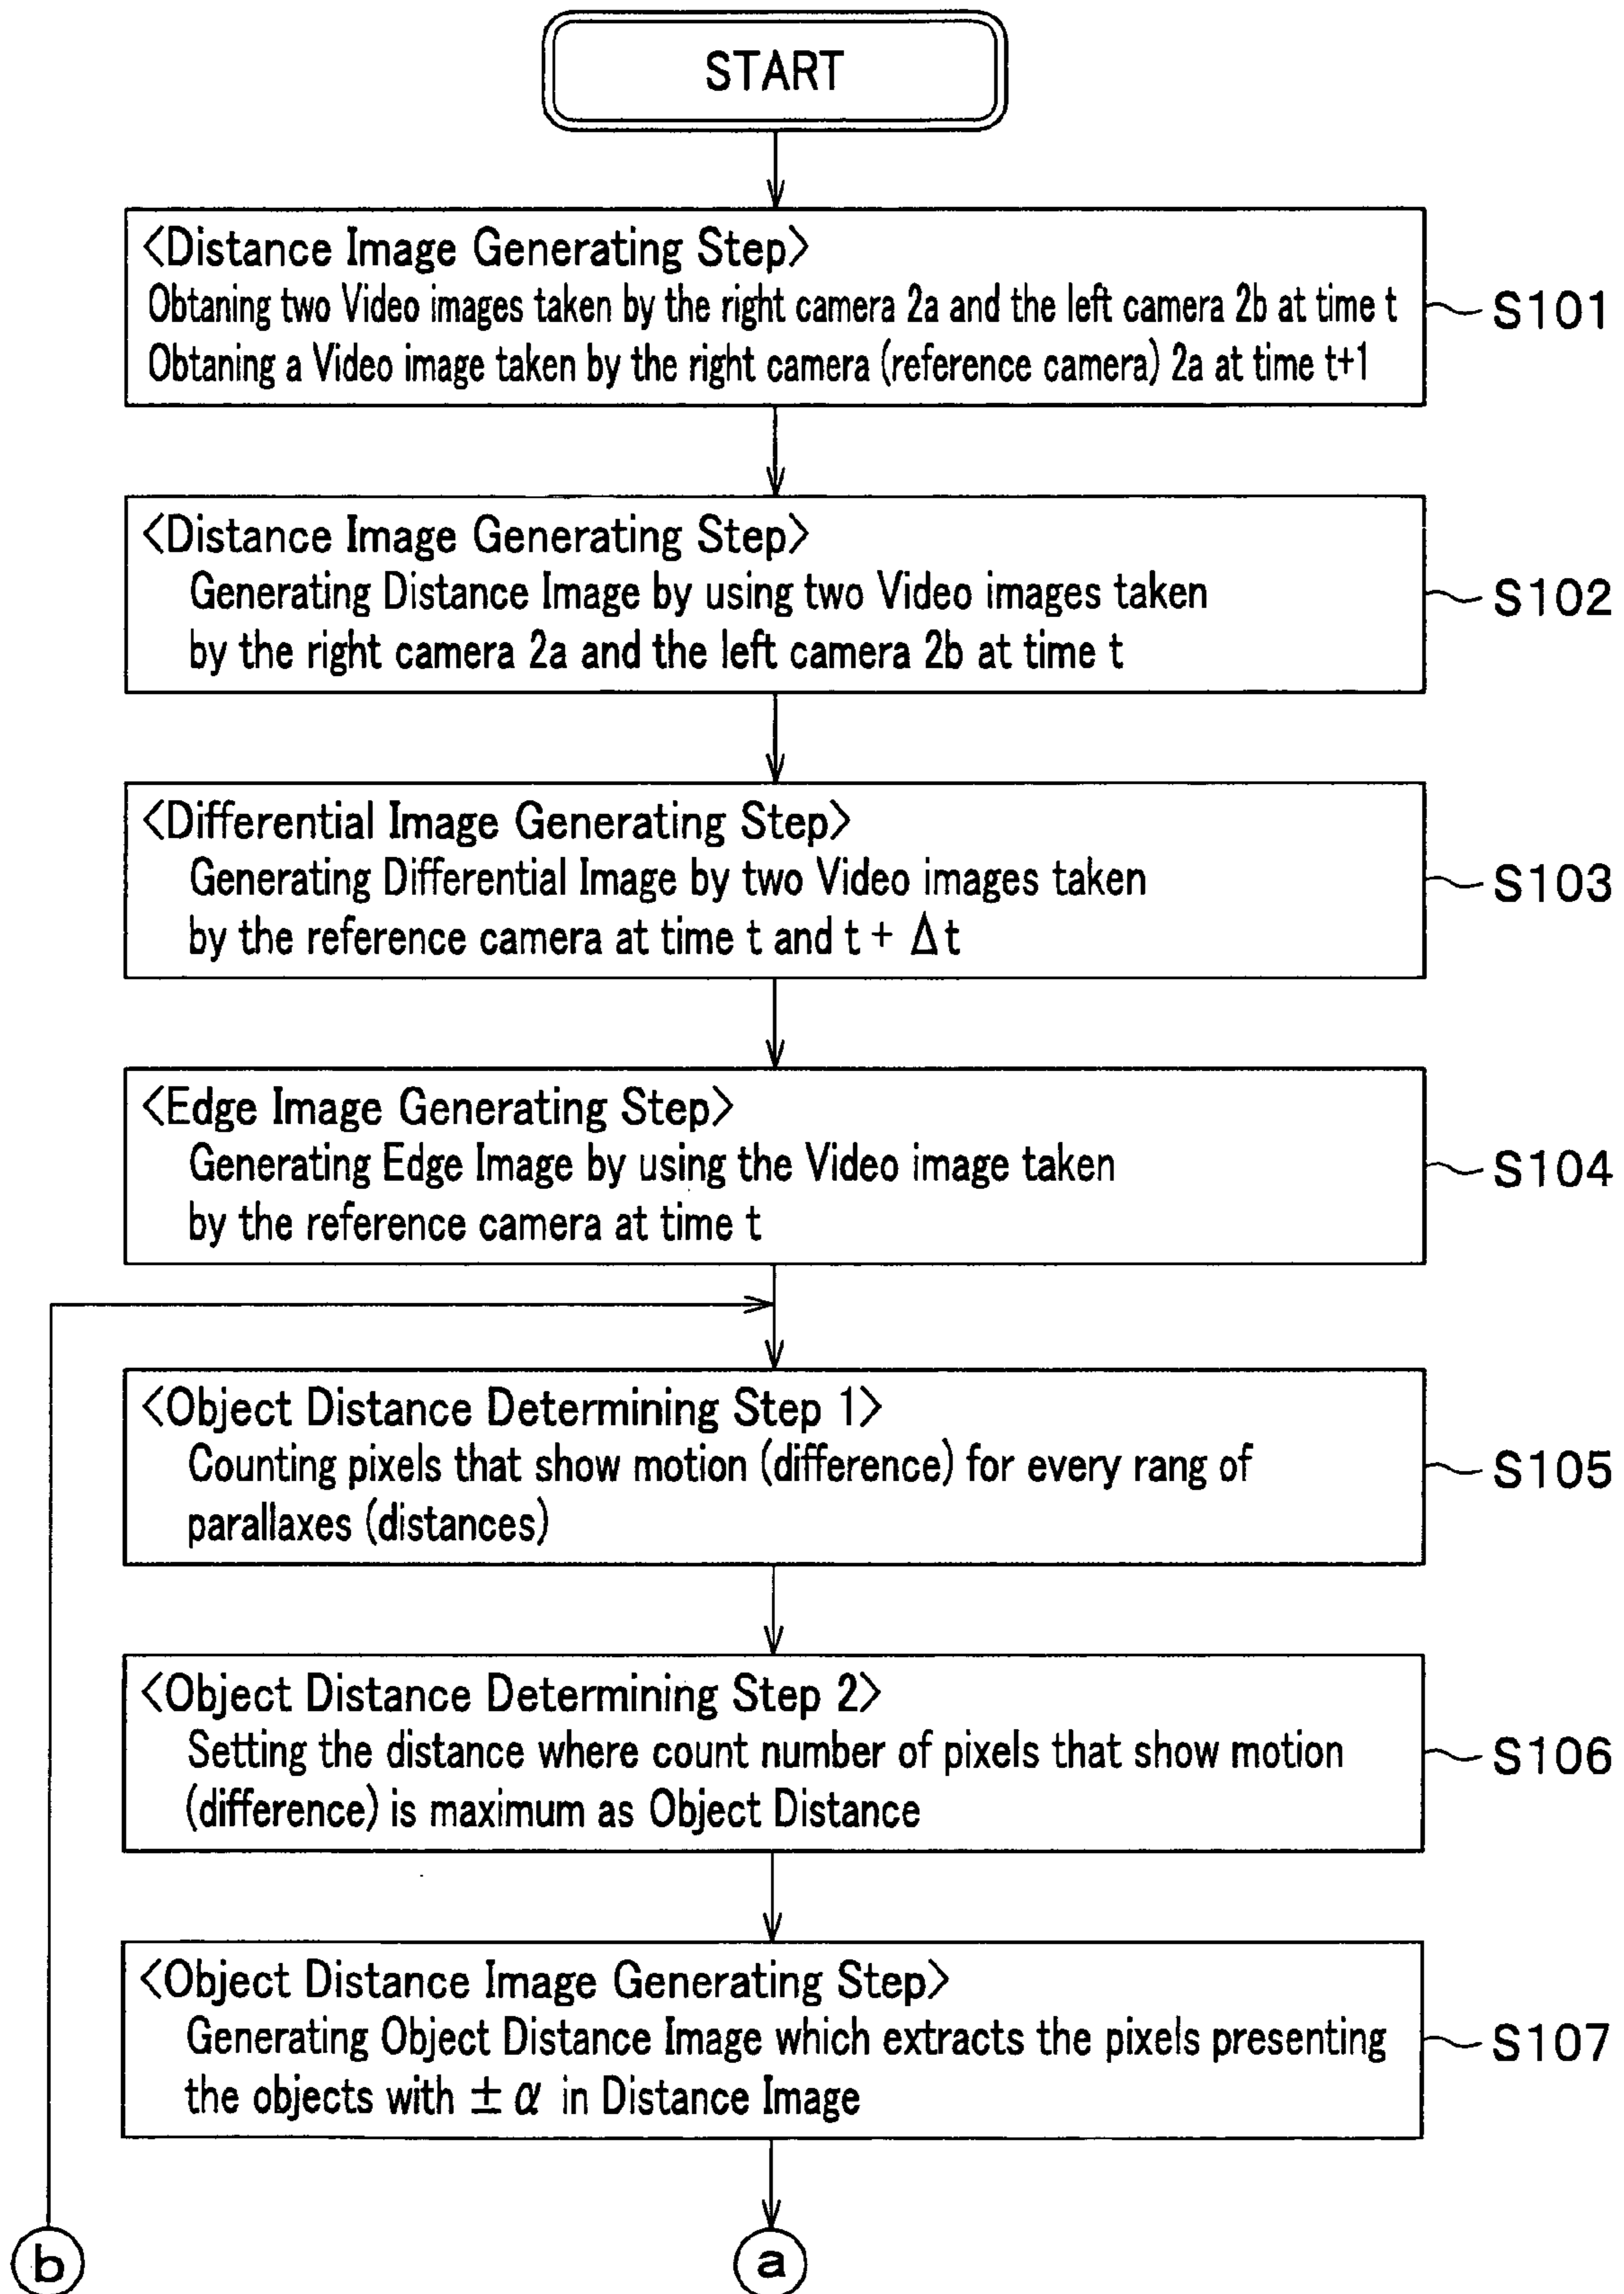 START
<Distance Image Generating Step>
Obtaning two Video images taken by the right camera 2a and the left camera 2b at time t
Obtaning a Video image taken by the right camera (reference camera) 2a at time t+1
S101
<Distance Image Generating Step>
Generating Distance Image by using two Video images taken
by the right camera 2a and the left camera 2b at time t
S102
<Differential Image Generating Step>
Generating Differential Image by two Video images taken
by the reference camera at time t and t + Δt
S103
<Edge Image Generating Step>
Generating Edge Image by using the Video image taken
by the reference camera at time t
S104
<Object Distance Determining Step 1>
Counting pixels that show motion (difference) for every rang of
parallaxes (distances)
S105
<Object Distance Determining Step 2>
Setting the distance where count number of pixels that show motion
(difference) is maximum as Object Distance
S106
<Object Distance Image Generating Step>
Generating Object Distance Image which extracts the pixels presenting
the objects with ± α in Distance Image
S107
b
a